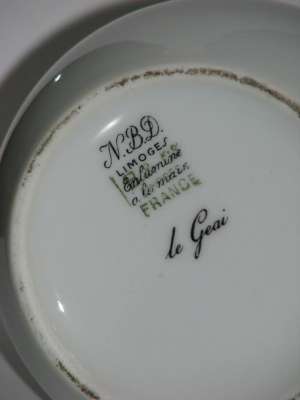 N.B.D.
LIMOGES
Enluminé
a la main
FRANCE
le Geai